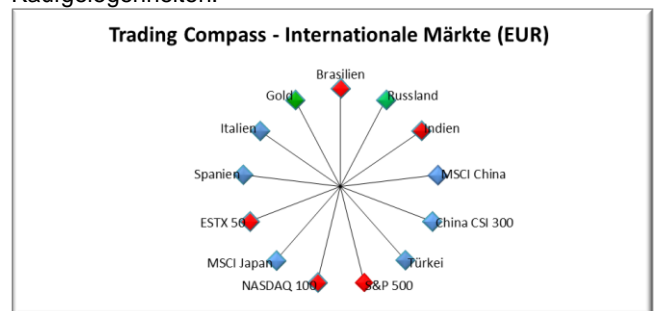 Kaufgelegenheiten.
Trading Compass - Internationale Märkte (EUR)
Brasilien
Russland
Indien
MSCI China
China CSI 300
Türkei
S&P 500
NASDAQ 100
MSCI Japan
ESTX 50
Spanien
Italien
Gold